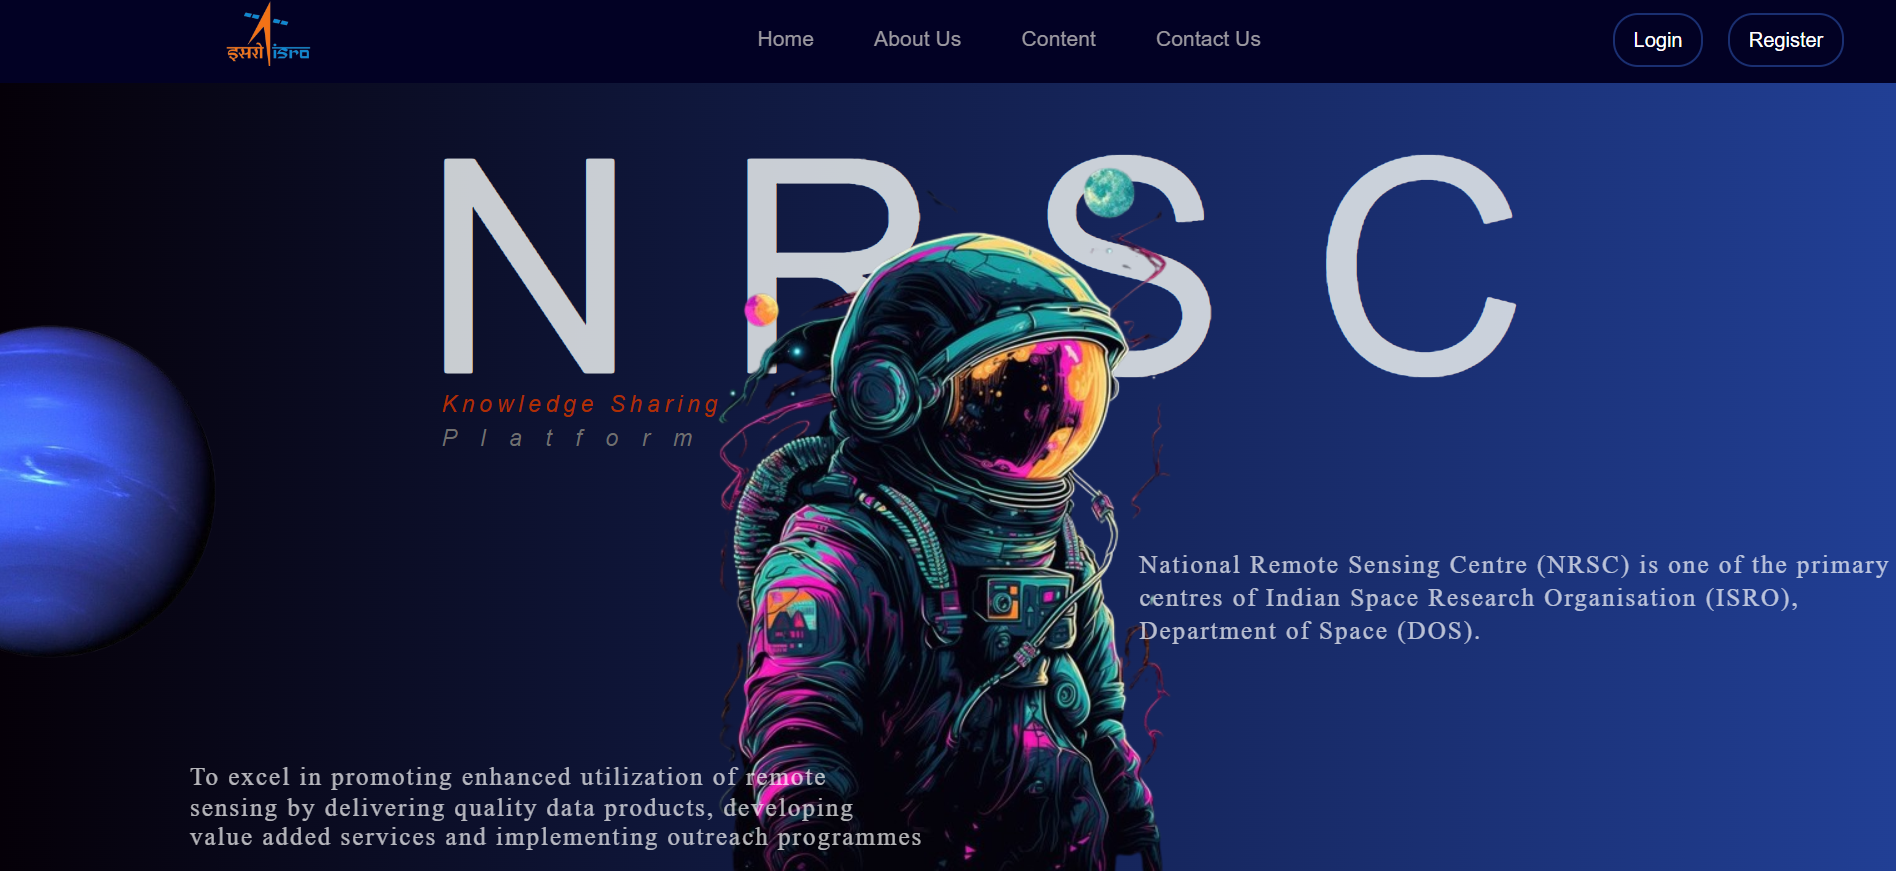 इसरो isro
Home About Us Content Contact Us
Login Register
NRSC
Knowledge Sharing
Platform
National Remote Sensing Centre (NRSC) is one of the primary
centres of Indian Space Research Organisation (ISRO),
Department of Space (DOS).
To excel in promoting enhanced utilization of remote
sensing by delivering quality data products, developing
value added services and implementing outreach programmes